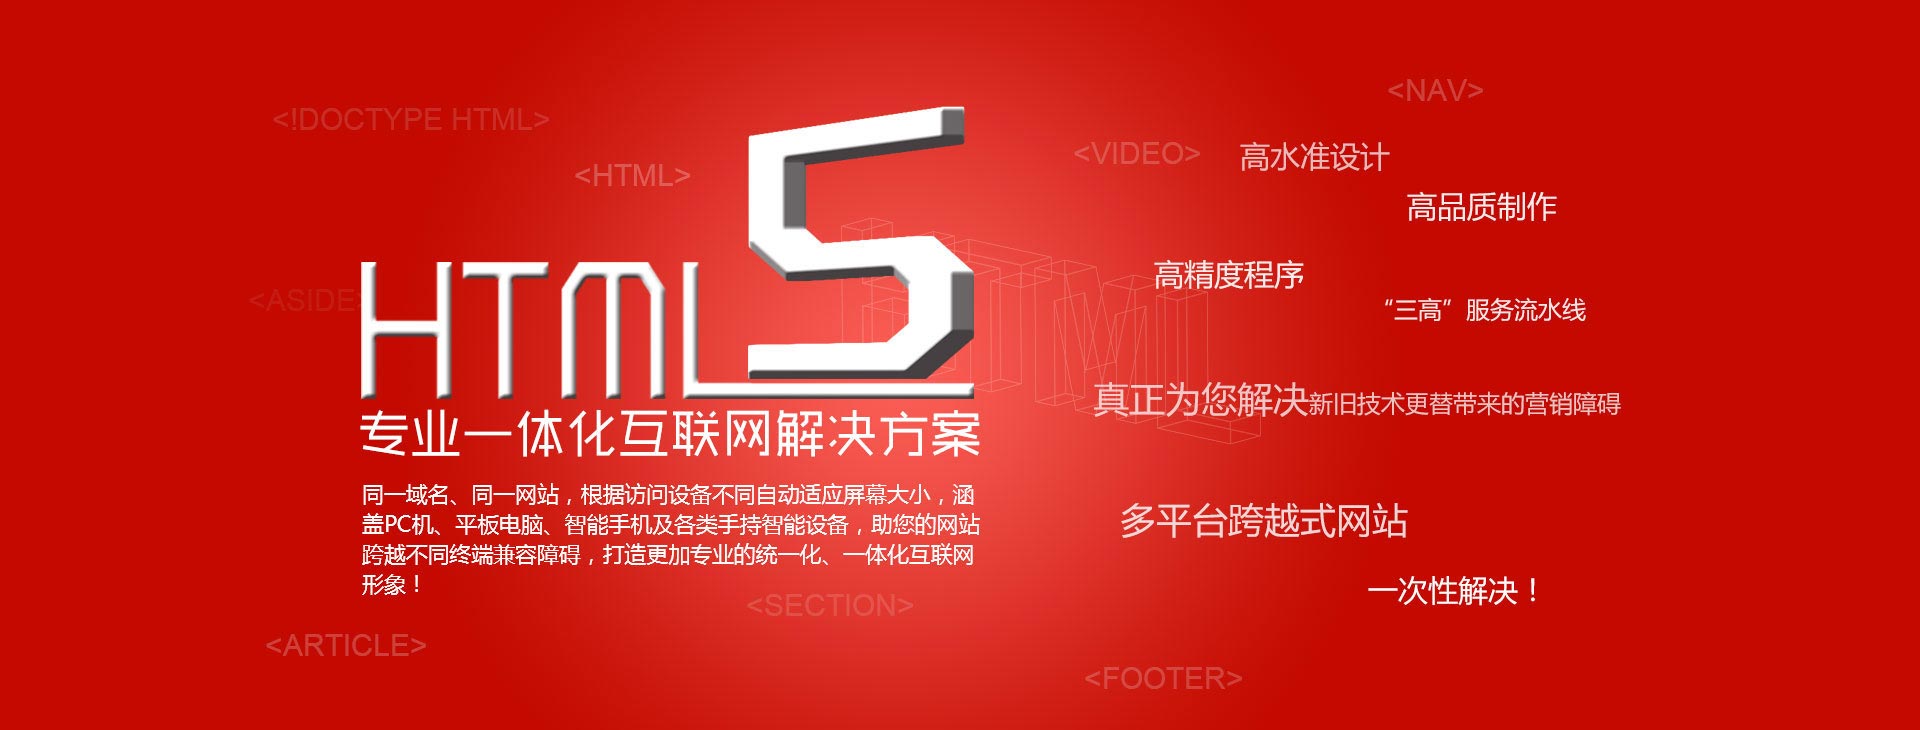 <!DOCTYPE HTML>
<HTML>
<ASIDE>
HTML5
专业一体化互联网解决方案
同一域名、同一网站，根据访问设备不同自动适应屏幕大小，涵
盖PC机、平板电脑、智能手机及各类手持智能设备，助您的网站
跨越不同终端兼容障碍，打造更加专业的统一化、一体化互联网
形象！
<SECTION>
<ARTICLE>
<NAV>
<VIDEO>
高水准设计
高品质制作
高精度程序
“三高”服务流水线
HTML
真正为您解决新旧技术更替带来的营销障碍
多平台跨越式网站
一次性解决！
<FOOTER>